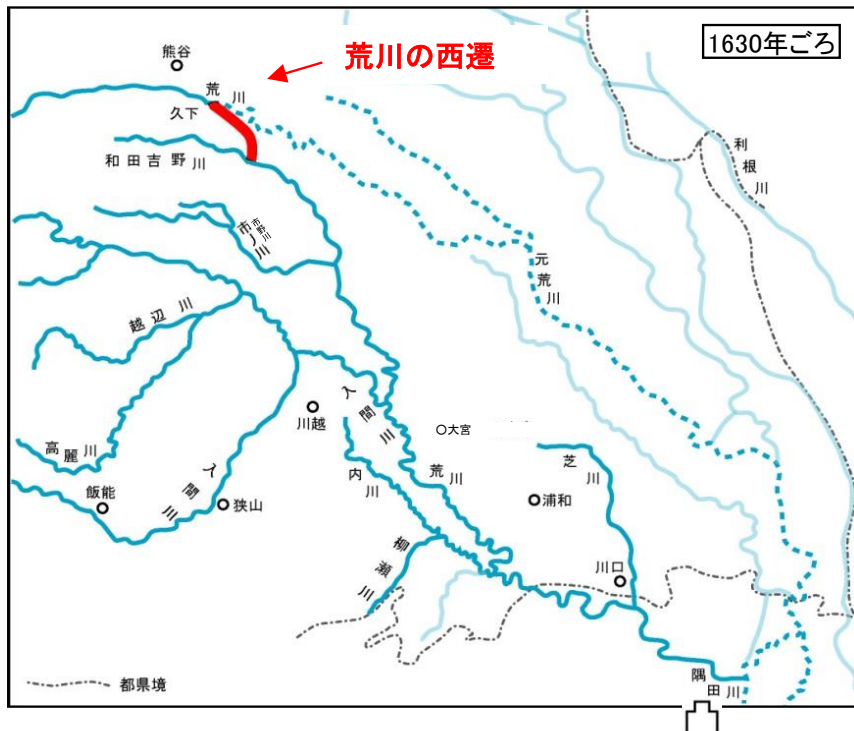 1630年ごろ
荒川の西遷
熊谷
荒川
久下
利根川
和田吉野川
市ノ川
市野川
元荒川
越辺川
入間川
川越
大宮
高麗川
入間川
内川
荒川
芝川
飯能
狭山
浦和
柳瀬川
川口
隅田川
都県境